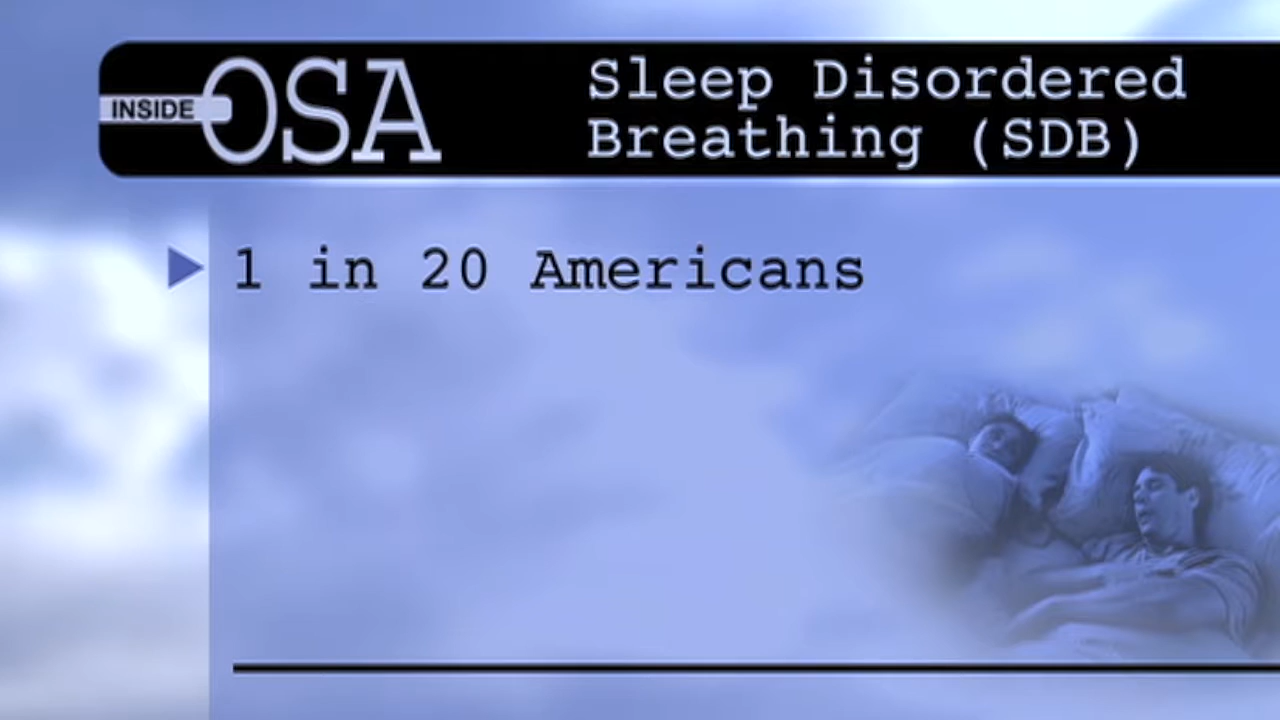 INSIDE OSA
Sleep Disordered
Breathing (SDB)
1 in 20 Americans